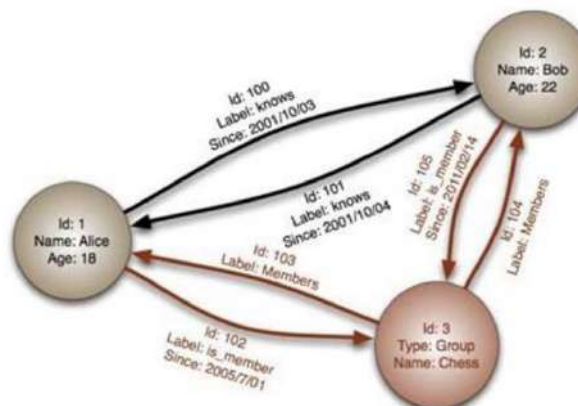 Id: 2
Name: Bob
Age: 22
Id: 100
Label: knows
Since: 2001/10/03
Id: 101
Label: knows
Since: 2001/10/04
Id: 105
Label: is_member
Since: 2011/02/14
Id: 104
Label: Members
Id: 1
Name: Alice
Age: 18
Id: 103
Label: Members
Id: 102
Label: is_member
Since: 2005/7/01
Id: 3
Type: Group
Name: Chess